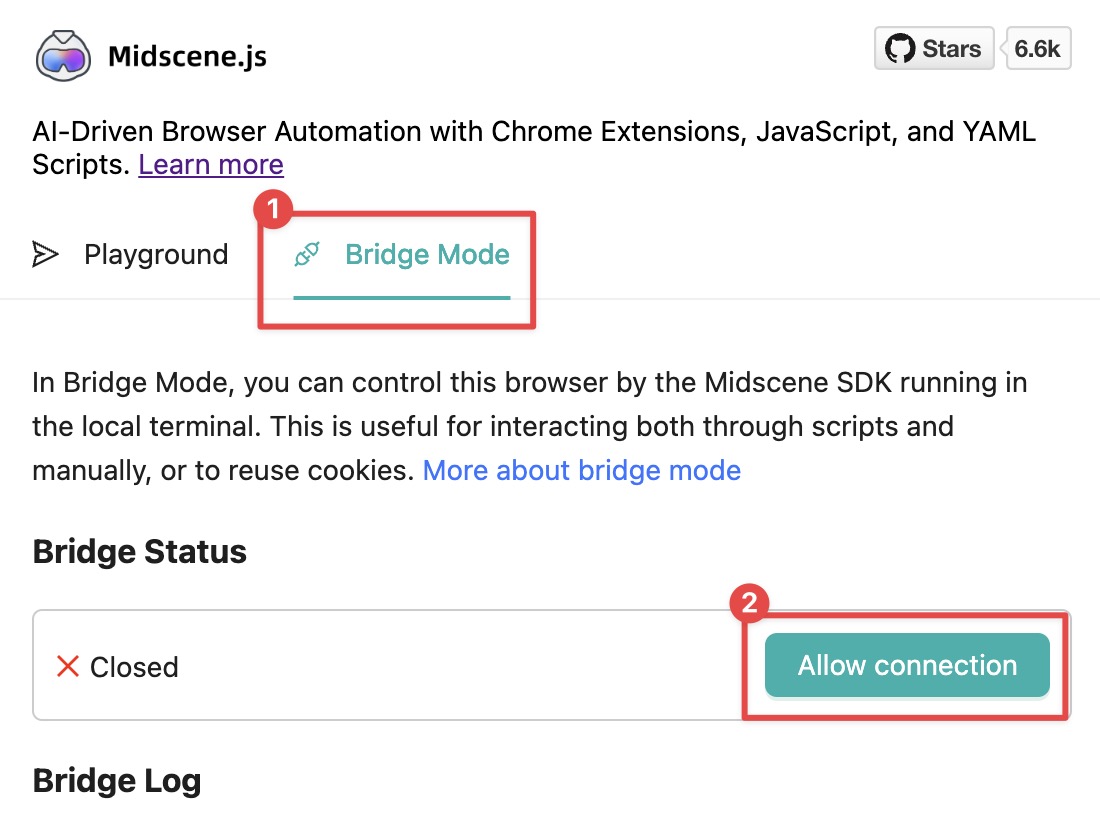 Midscene.js
Stars
6.6k
AI-Driven Browser Automation with Chrome Extensions, JavaScript, and YAML
Scripts. Learn more
1
Playground
Bridge Mode
In Bridge Mode, you can control this browser by the Midscene SDK running in
the local terminal. This is useful for interacting both through scripts and
manually, or to reuse cookies. More about bridge mode
Bridge Status
2
Closed
Allow connection
Bridge Log